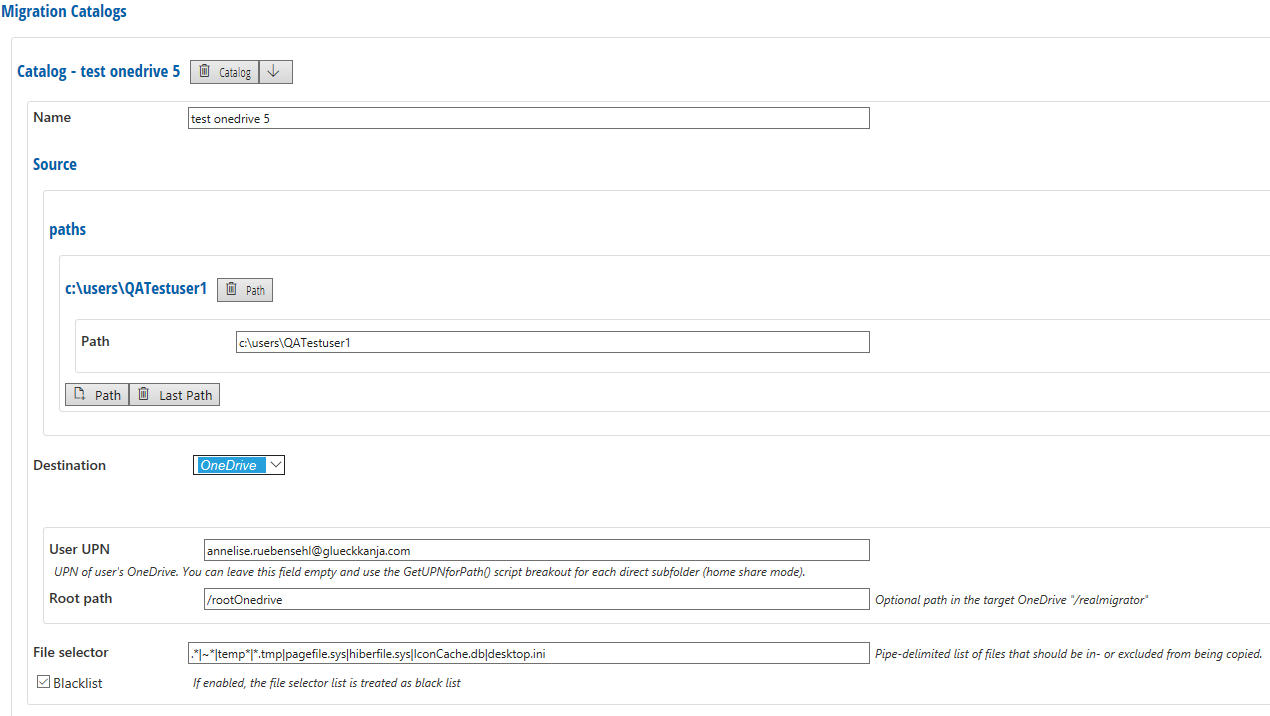 Migration Catalogs
Catalog - test onedrive 5 Catalog
Name test onedrive 5
Source
paths
c:\users\QATestuser1 Path
Path c:\users\QATestuser1
Path Last Path
Destination OneDrive
User UPN annelise.ruebensehl@glueckkanja.com
UPN of user's OneDrive. You can leave this field empty and use the GetUPNforPath() script breakout for each direct subfolder (home share mode).
Root path /rootOnedrive Optional path in the target OneDrive "/realmigrator"
File selector .*|~*|temp*|*.tmp|pagefile.sys|hiberfile.sys|IconCache.db|desktop.ini Pipe-delimited list of files that should be in- or excluded from being copied.
Blacklist If enabled, the file selector list is treated as black list